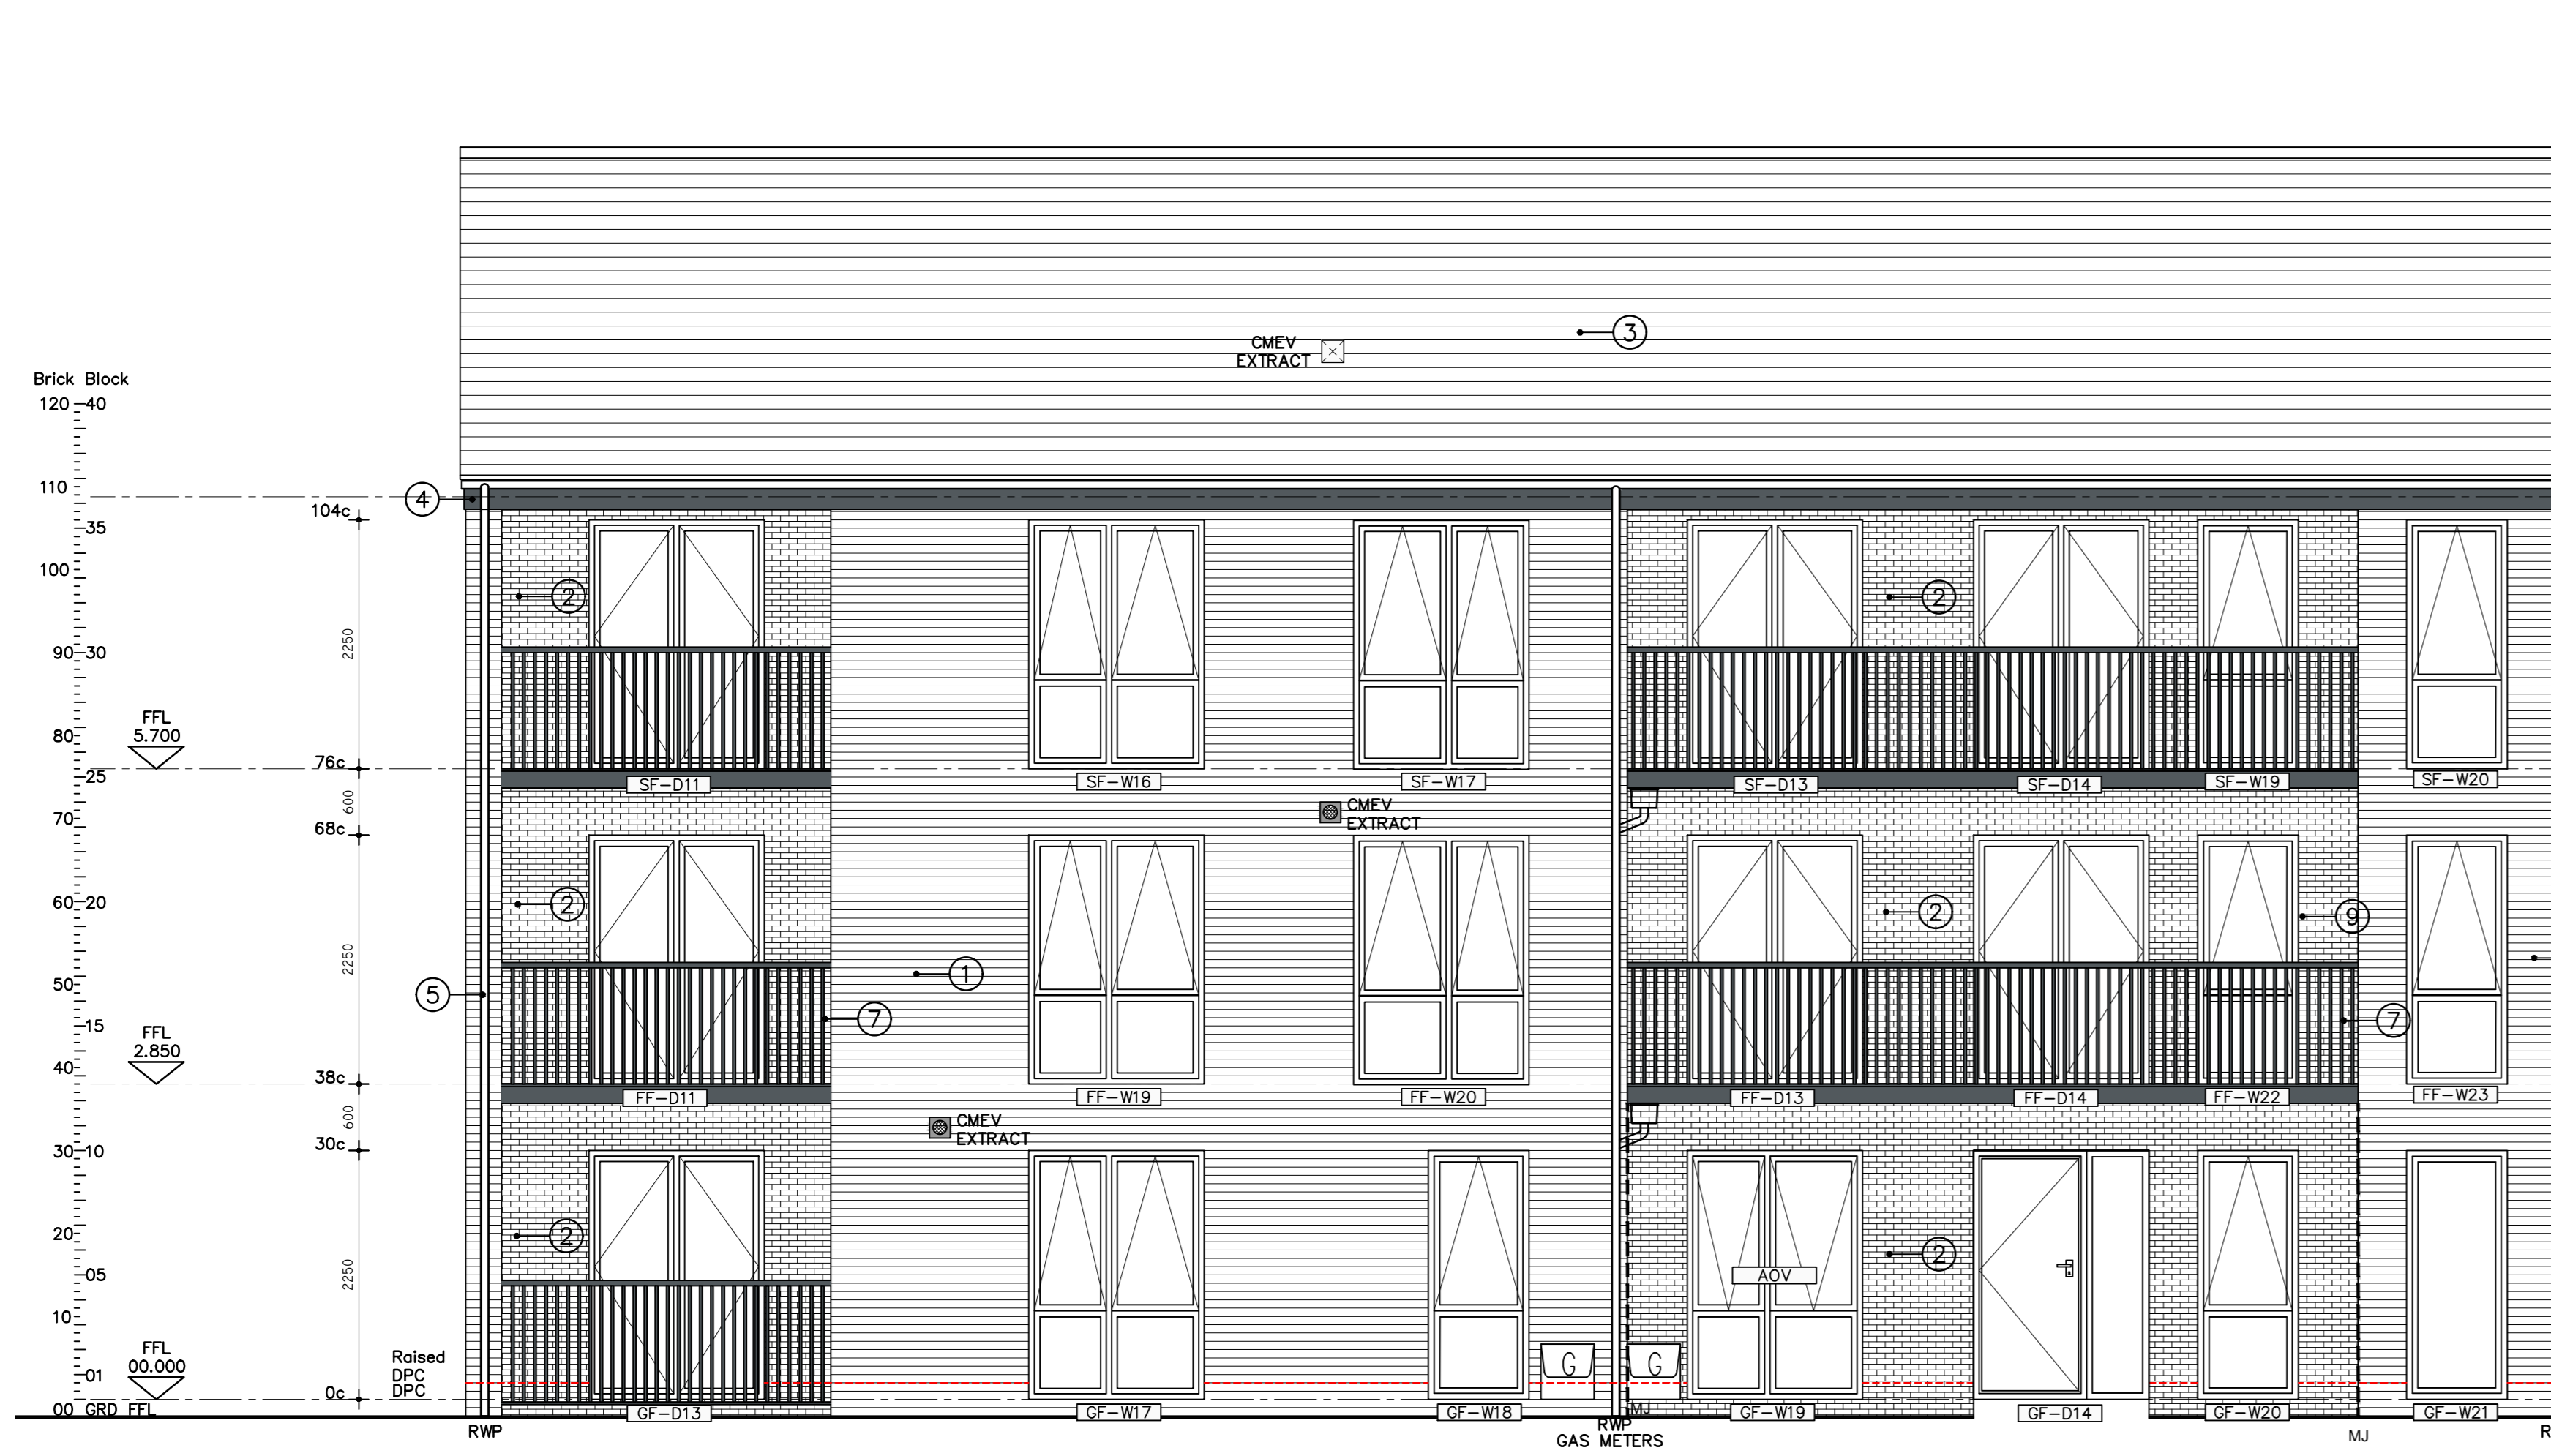 CMEV
EXTRACT
3
Brick Block
120 40
110
4
104c
35
100
2
2
2250
90 30
FFL
5.700
80
76c
25
SF-D11
SF-W16
SF-W17
SF-D13
SF-D14
SF-W19
SF-W20
600
CMEV
EXTRACT
70
68c
60 20
2
2
9
2250
1
50
5
7
7
15
FFL
2.850
40
38c
FF-D11
FF-W19
FF-W20
FF-D13
FF-D14
FF-W22
FF-W23
600
CMEV
EXTRACT
30 10
30c
20
2
2
2250
05
AOV
10
FFL
00.000
Raised
DPC
DPC
01
G
G
0c
00 GRD FFL
GF-D13
GF-W17
GF-W18
MJ
GF-W19
GF-D14
GF-W20
GF-W21
RWP
RWP
GAS METERS
MJ
R